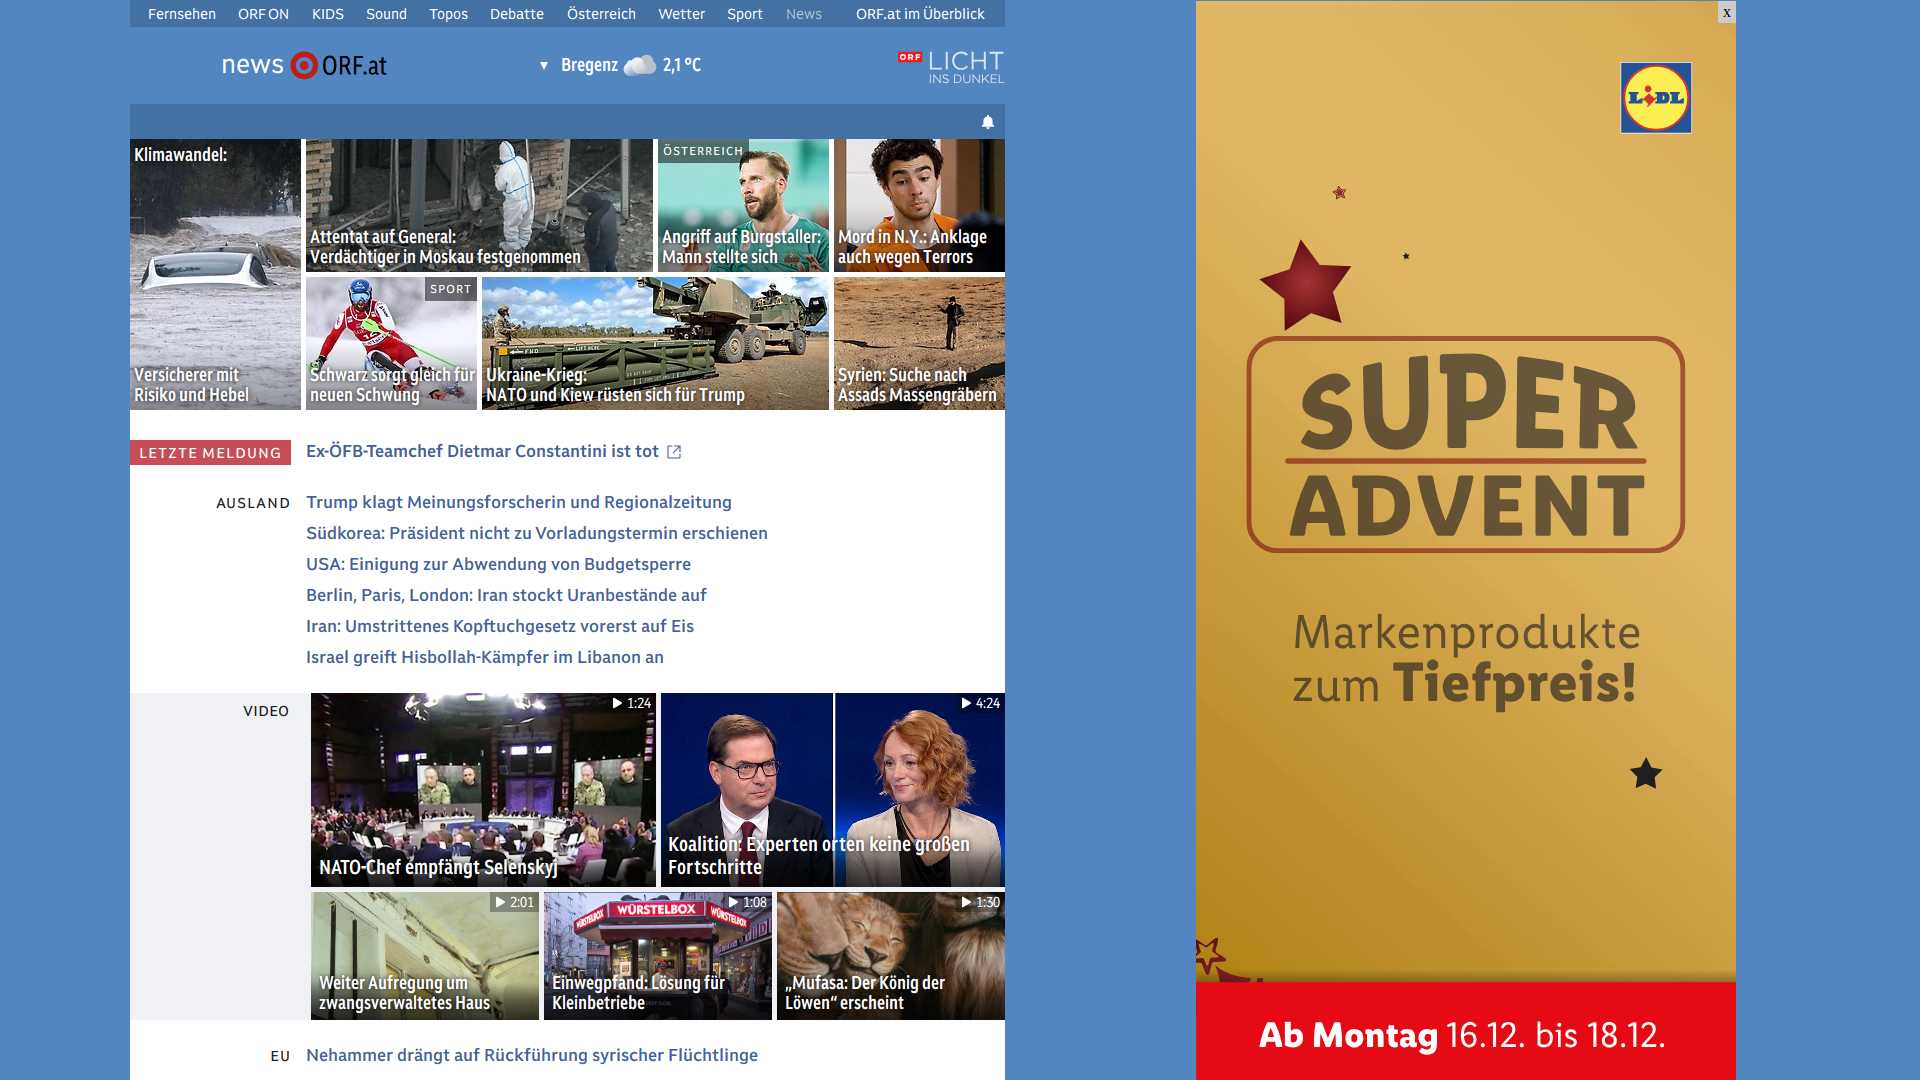 Fernsehen ORF ON KIDS Sound Topos Debatte Österreich Wetter Sport News ORF.at im Überblick
news ORF.at
Bregenz 2,1 °C
ORF LICHT
INS DUNKEL
Klimawandel:
Versicherer mit
Risiko und Hebel
Attentat auf General:
Verdächtiger in Moskau festgenommen
ÖSTERREICH
Angriff auf Burgstaller:
Mann stellte sich
Mord in N.Y.: Anklage
auch wegen Terrors
SPORT
Schwarz sorgt gleich für
neuen Schwung
Ukraine-Krieg:
NATO und Kiew rüsten sich für Trump
Syrien: Suche nach
Assads Massengräbern
LETZTE MELDUNG
Ex-ÖFB-Teamchef Dietmar Constantini ist tot
AUSLAND
Trump klagt Meinungsforscherin und Regionalzeitung
Südkorea: Präsident nicht zu Vorladungstermin erschienen
USA: Einigung zur Abwendung von Budgetsperre
Berlin, Paris, London: Iran stockt Uranbestände auf
Iran: Umstrittenes Kopftuchgesetz vorerst auf Eis
Israel greift Hisbollah-Kämpfer im Libanon an
VIDEO
1:24
NATO-Chef empfängt Selenskyj
4:24
Koalition: Experten orten keine großen
Fortschritte
2:01
Weiter Aufregung um
zwangsverwaltetes Haus
1:08
WÜRSTELBOX WÜRSTELBOX WÜRSTELBOX
Einwegpfand: Lösung für
Kleinbetriebe
1:30
„Mufasa: Der König der
Löwen“ erscheint
EU
Nehammer drängt auf Rückführung syrischer Flüchtlinge
X
LIDL
SUPER
ADVENT
Markenprodukte
zum Tiefpreis!
Ab Montag 16.12. bis 18.12.